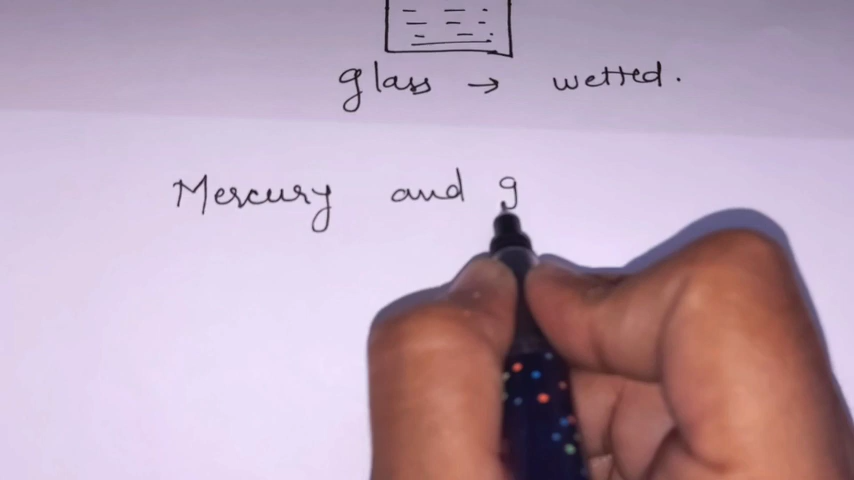 glass → wetted.
Mercury and g